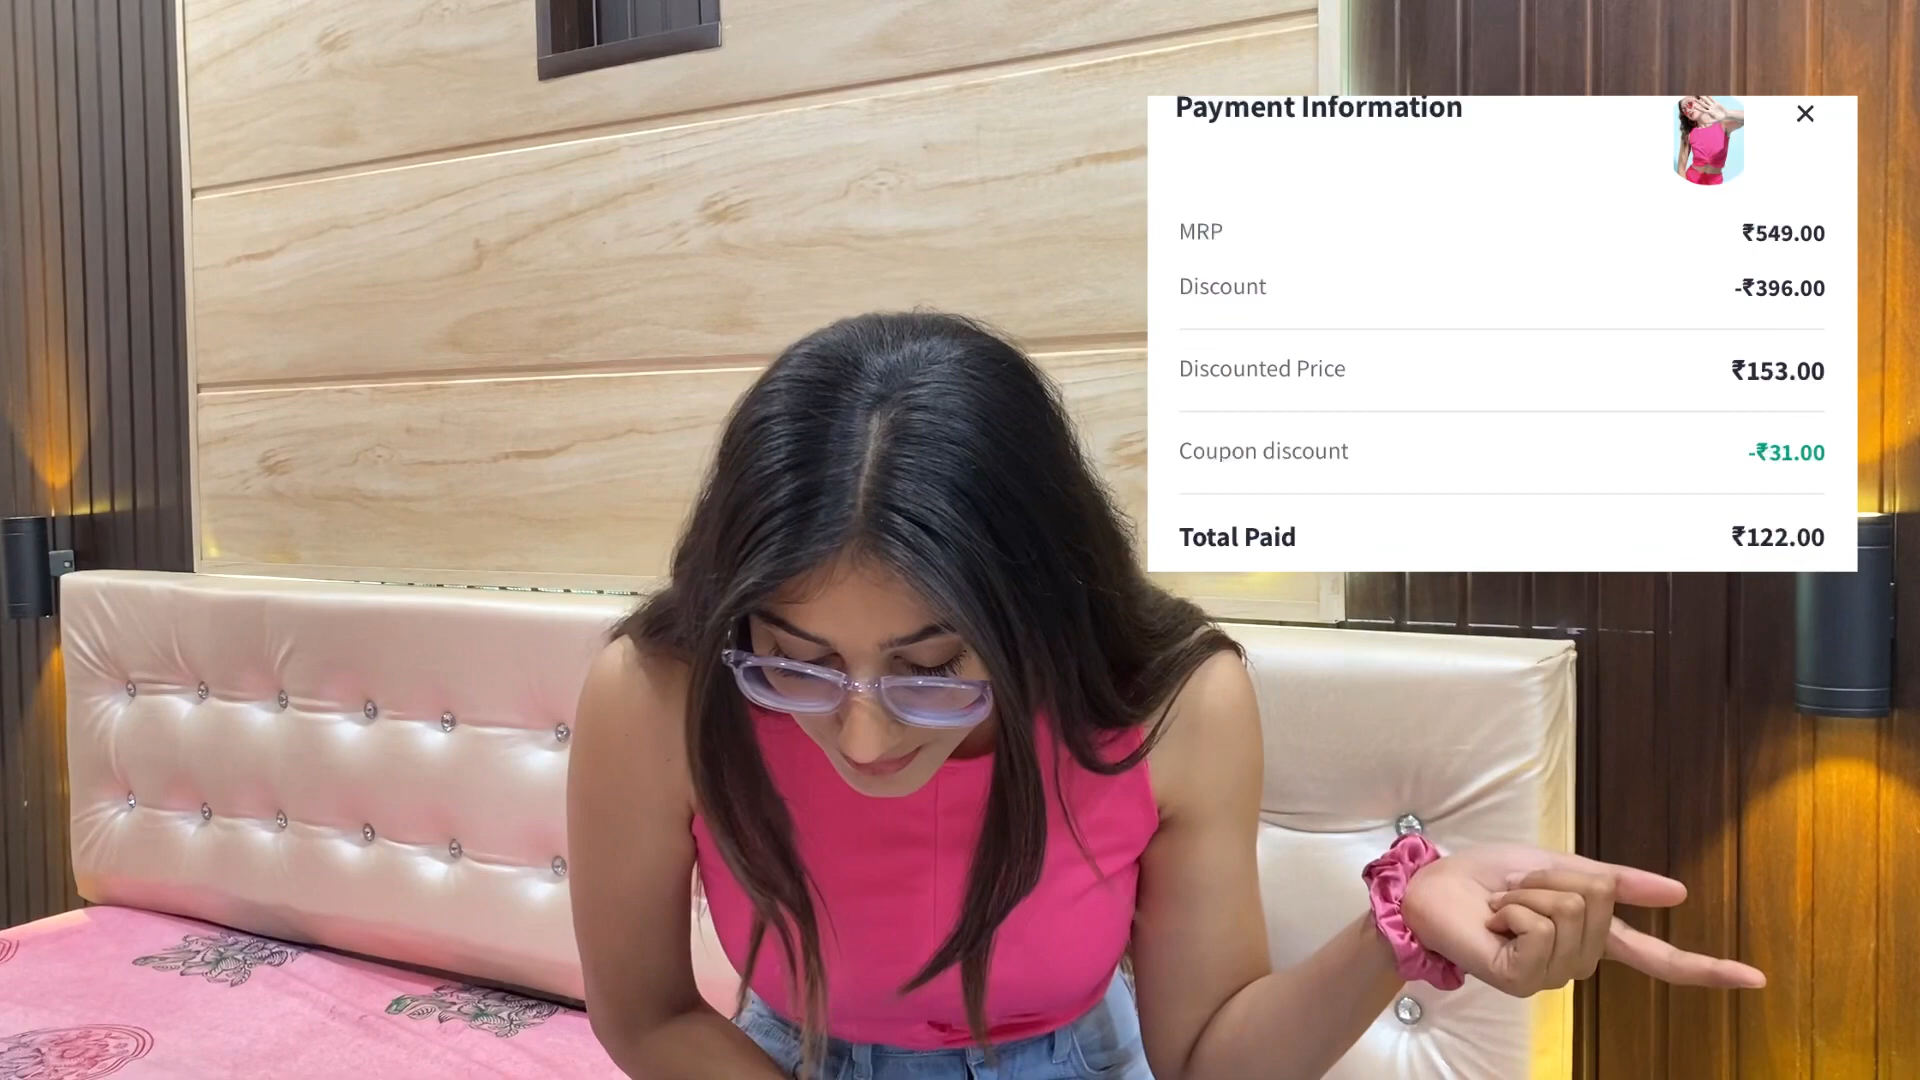 Payment Information
MRP ₹549.00
Discount -₹396.00
Discounted Price ₹153.00
Coupon discount -₹31.00
Total Paid ₹122.00